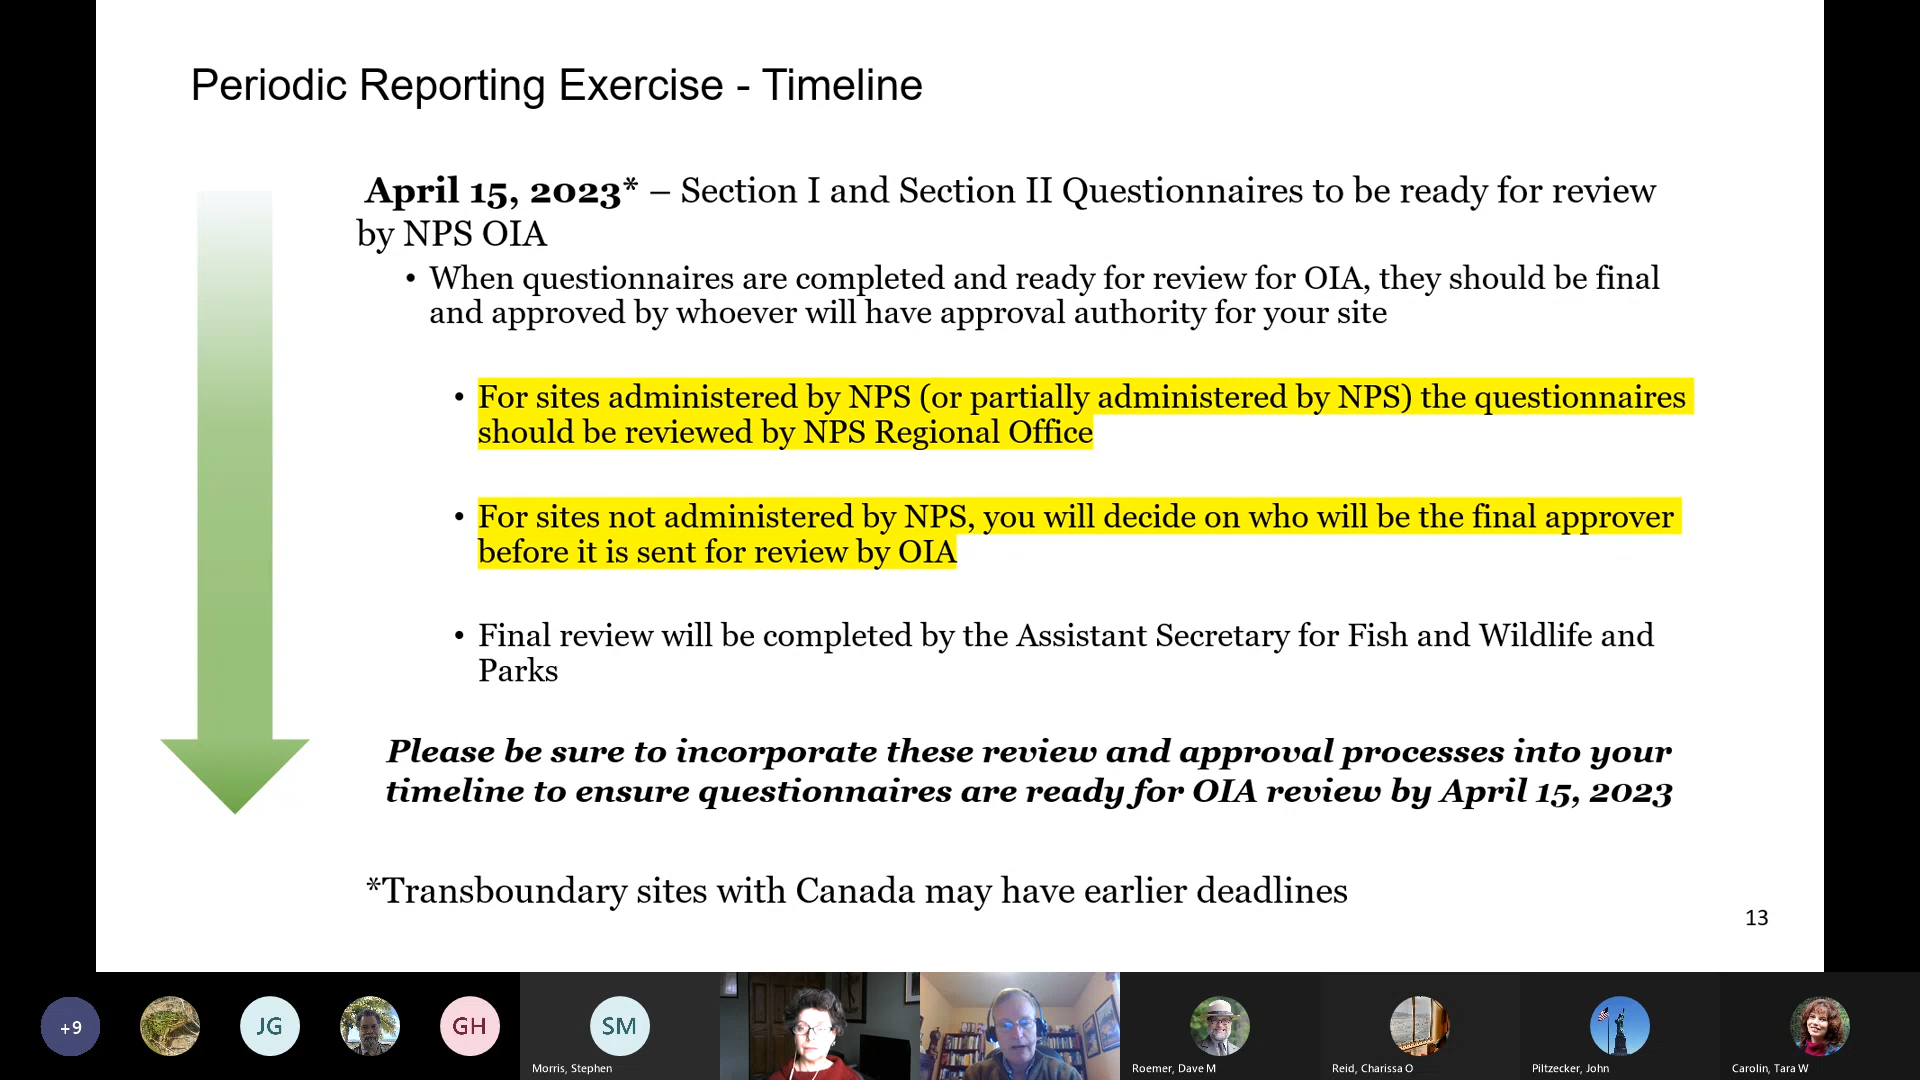 Periodic Reporting Exercise - Timeline
April 15, 2023* – Section I and Section II Questionnaires to be ready for review
by NPS OIA
• When questionnaires are completed and ready for review for OIA, they should be final
and approved by whoever will have approval authority for your site
• For sites administered by NPS (or partially administered by NPS) the questionnaires
should be reviewed by NPS Regional Office
• For sites not administered by NPS, you will decide on who will be the final approver
before it is sent for review by OIA
• Final review will be completed by the Assistant Secretary for Fish and Wildlife and
Parks
Please be sure to incorporate these review and approval processes into your
timeline to ensure questionnaires are ready for OIA review by April 15, 2023
*Transboundary sites with Canada may have earlier deadlines
13
+9
JG
GH
SM
Morris, Stephen
Roemer, Dave M
Reid, Charissa O
Piltzecker, John
Carolin, Tara W